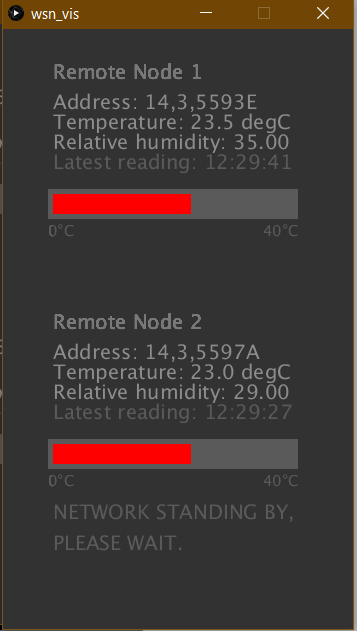 wsn_vis
Remote Node 1
Address: 14,3,5593E
Temperature: 23.5 degC
Relative humidity: 35.00
Latest reading: 12:29:41
0°C 40°C
Remote Node 2
Address: 14,3,5597A
Temperature: 23.0 degC
Relative humidity: 29.00
Latest reading: 12:29:27
0°C 40°C
NETWORK STANDING BY,
PLEASE WAIT.